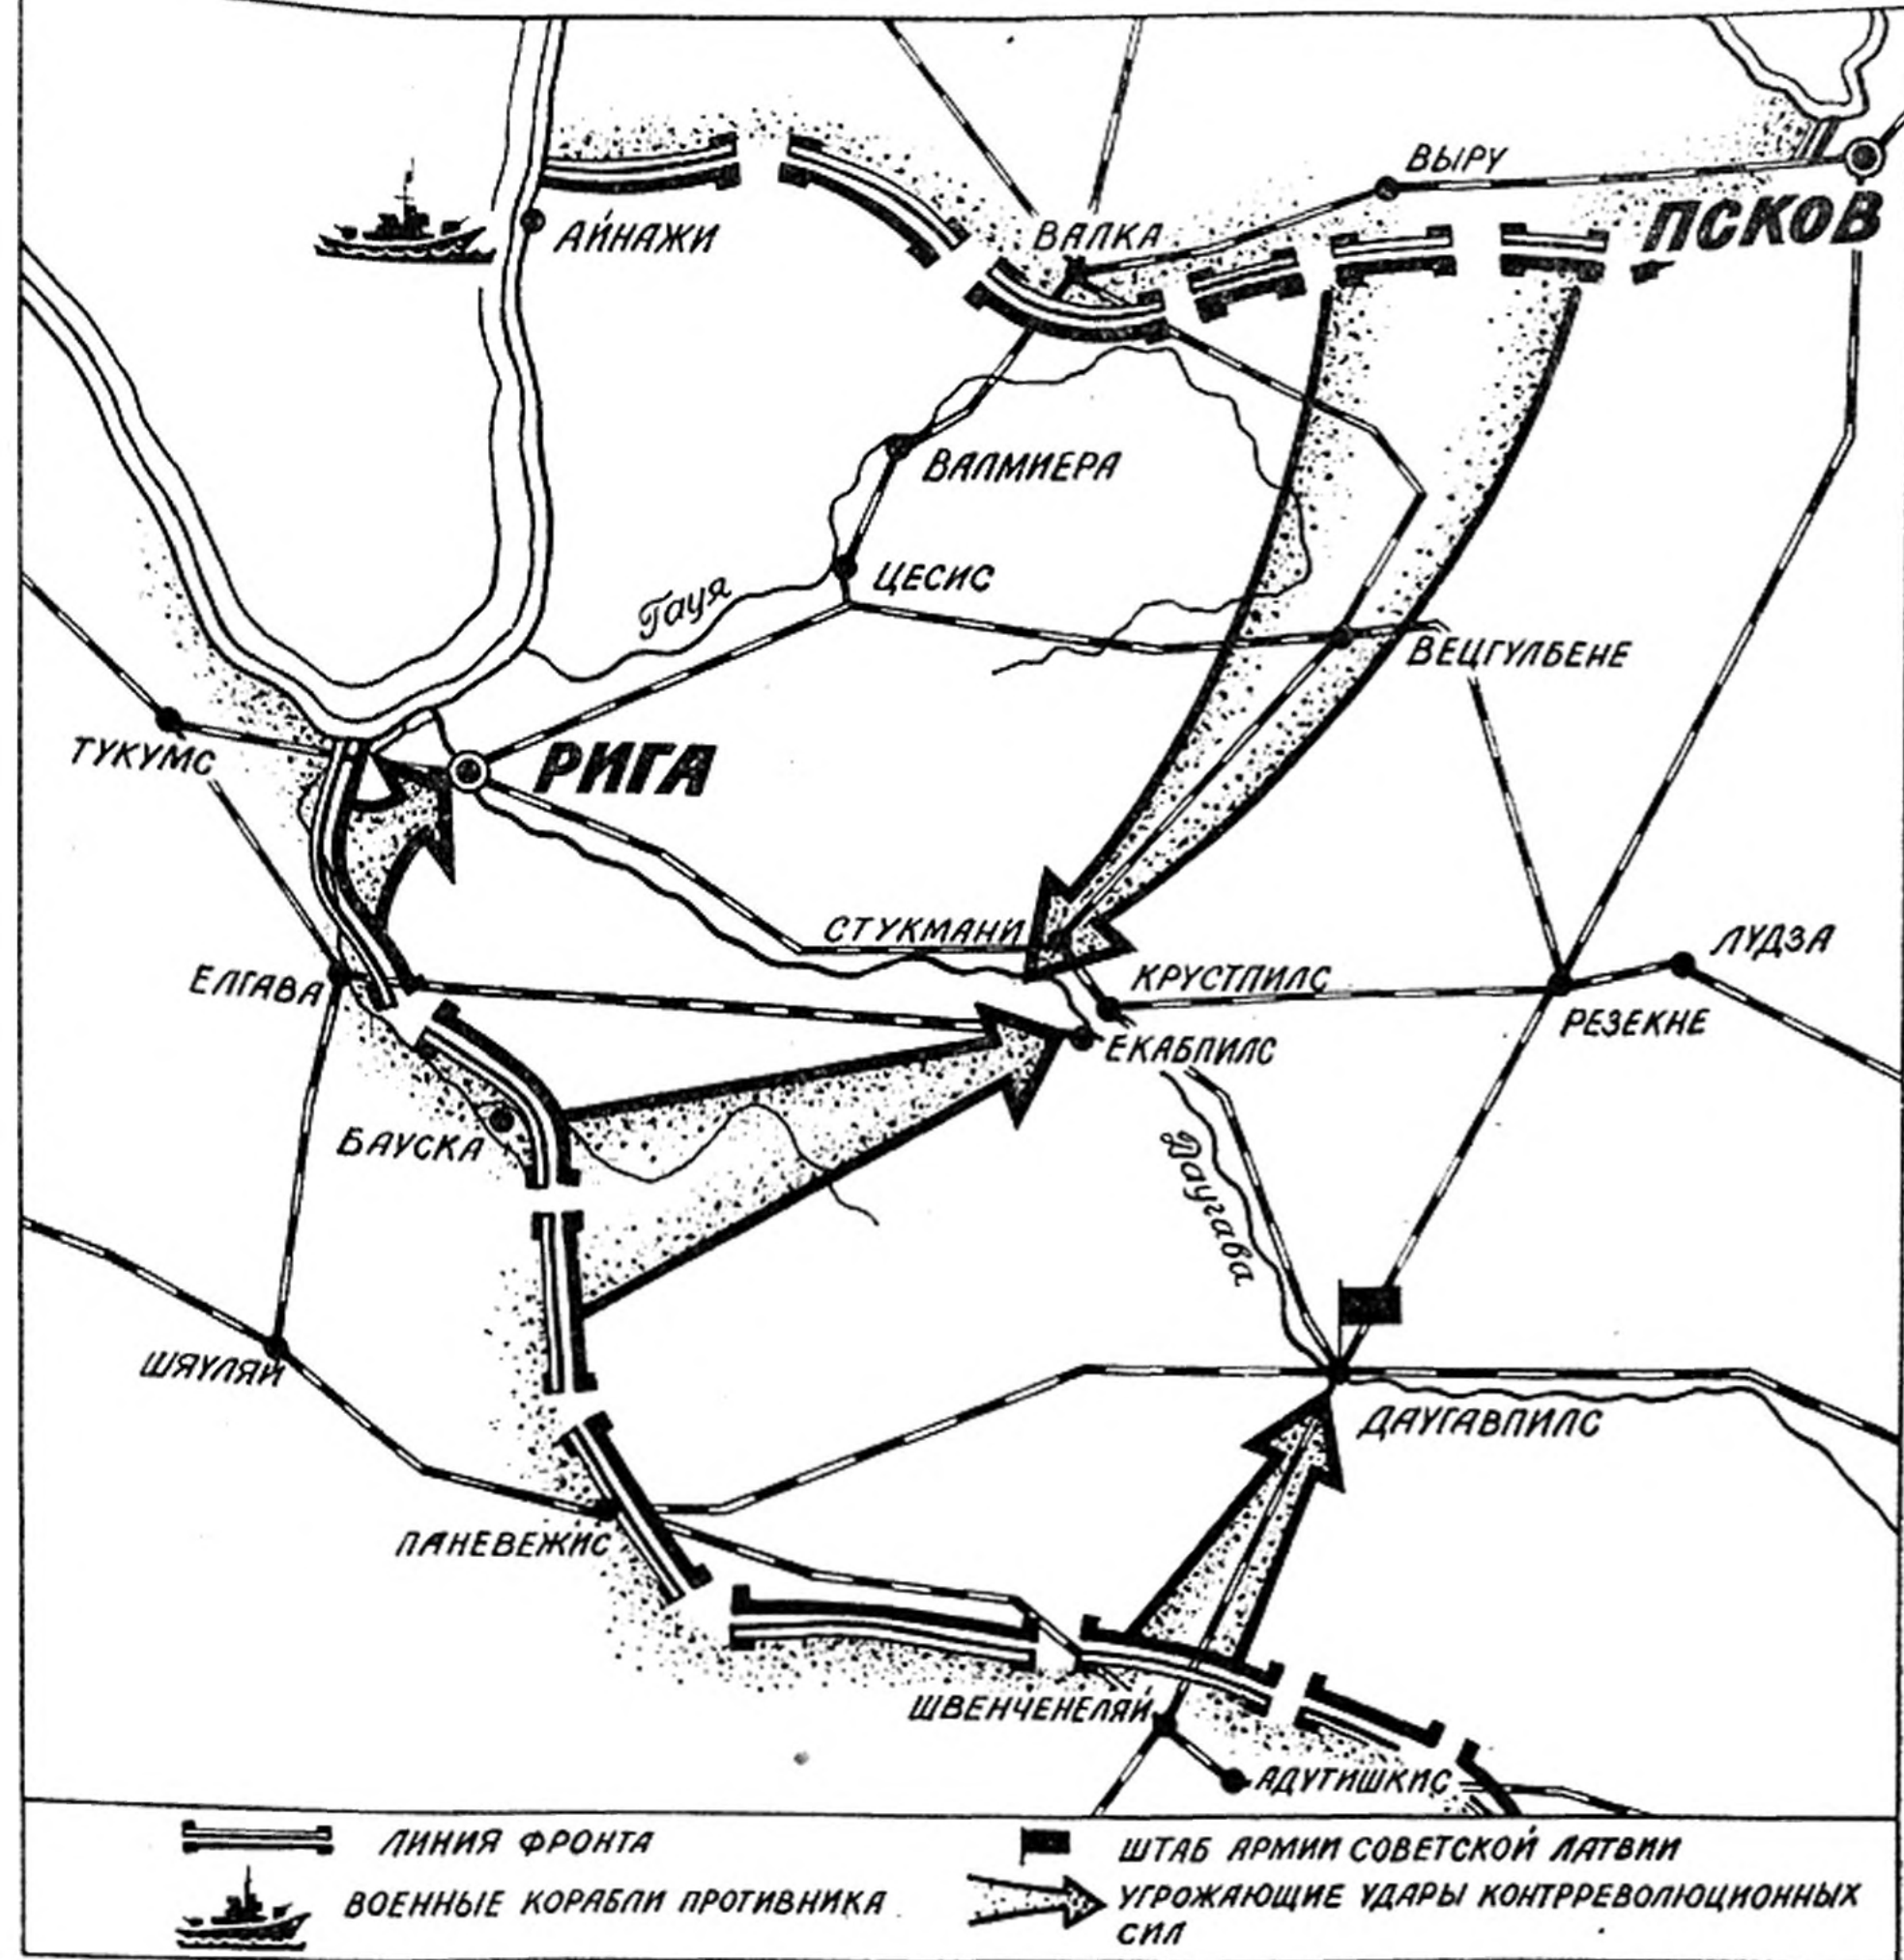 ВЫРУ
ПСКОВ
АЙНАЖИ
ВАЛКА
ВАЛМИЕРА
ЦЕСИС
Гауя
ВЕЦГУЛБЕНЕ
ТУКУМС
РИГА
СТУКМАНИ
ЛУДЗА
ЕЛГАВА
КРУСТПИЛС
РЕЗЕКНЕ
ЕКАБПИЛС
БАУСКА
Даугава
ШЯУЛЯЙ
ДАУГАВПИЛС
ПАНЕВЕЖИС
ШВЕНЧЕНЕЛЯЙ
АДУТИШКИС
ЛИНИЯ ФРОНТА
ВОЕННЫЕ КОРАБЛИ ПРОТИВНИКА
ШТАБ АРМИИ СОВЕТСКОЙ ЛАТВИИ
УГРОЖАЮЩИЕ УДАРЫ КОНТРРЕВОЛЮЦИОННЫХ
СИЛ